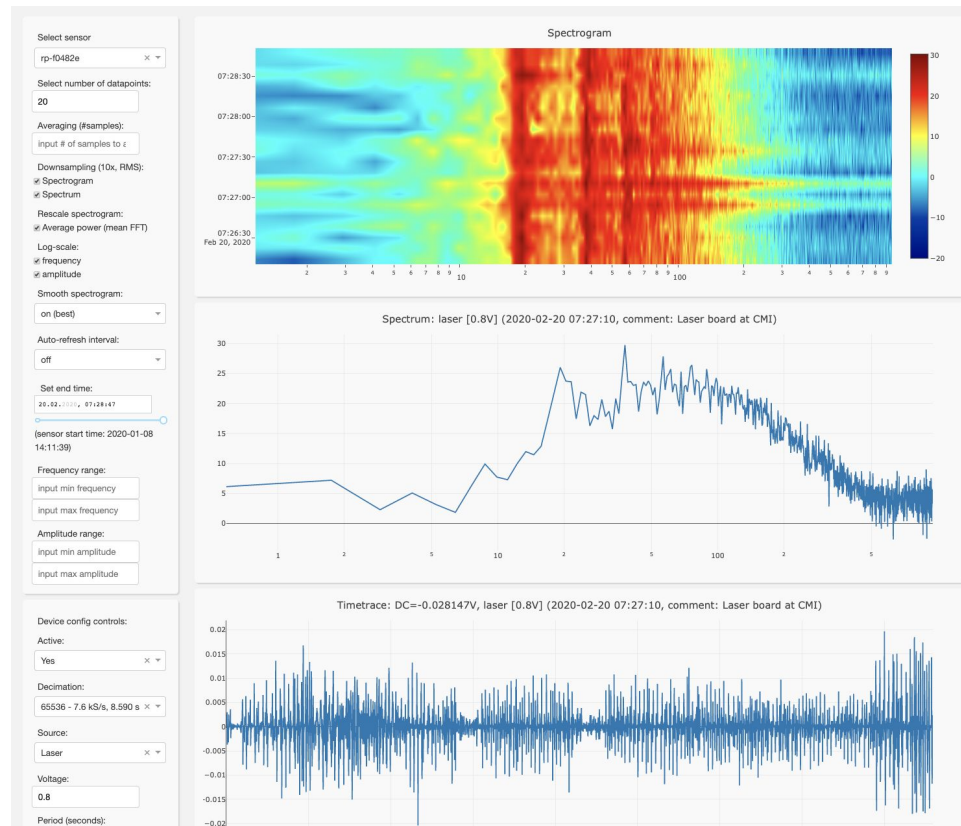 Select sensor
rp-f0482e
Select number of datapoints:
20
Averaging (#samples):
input # of samples to a
Downsampling (10x, RMS):
Spectrogram
Spectrum
Rescale spectrogram:
Average power (mean FFT)
Log-scale:
frequency
amplitude
Smooth spectrogram:
on (best)
Auto-refresh interval:
off
Set end time:
20.02.2020, 07:28:47
(sensor start time: 2020-01-08
14:11:39)
Frequency range:
input min frequency
input max frequency
Amplitude range:
input min amplitude
input max amplitude
Device config controls:
Active:
Yes
Decimation:
65536 - 7.6 kS/s, 8.590 s
Source:
Laser
Voltage:
0.8
Period (seconds):
Spectrogram
07:28:30
07:28:00
07:27:30
07:27:00
07:26:30
Feb 20, 2020
2 3 4 5 6 7 8 9 10 2 3 4 5 6 7 8 9 100 2 3 4 5 6 7 8 9
30
20
10
0
−10
−20
Spectrum: laser [0.8V] (2020-02-20 07:27:10, comment: Laser board at CMI)
30
25
20
15
10
5
0
1 2 5 10 2 5 100 2 5
Timetrace: DC=-0.028147V, laser [0.8V] (2020-02-20 07:27:10, comment: Laser board at CMI)
0.02
0.015
0.01
0.005
0
−0.005
−0.01
−0.015
−0.02